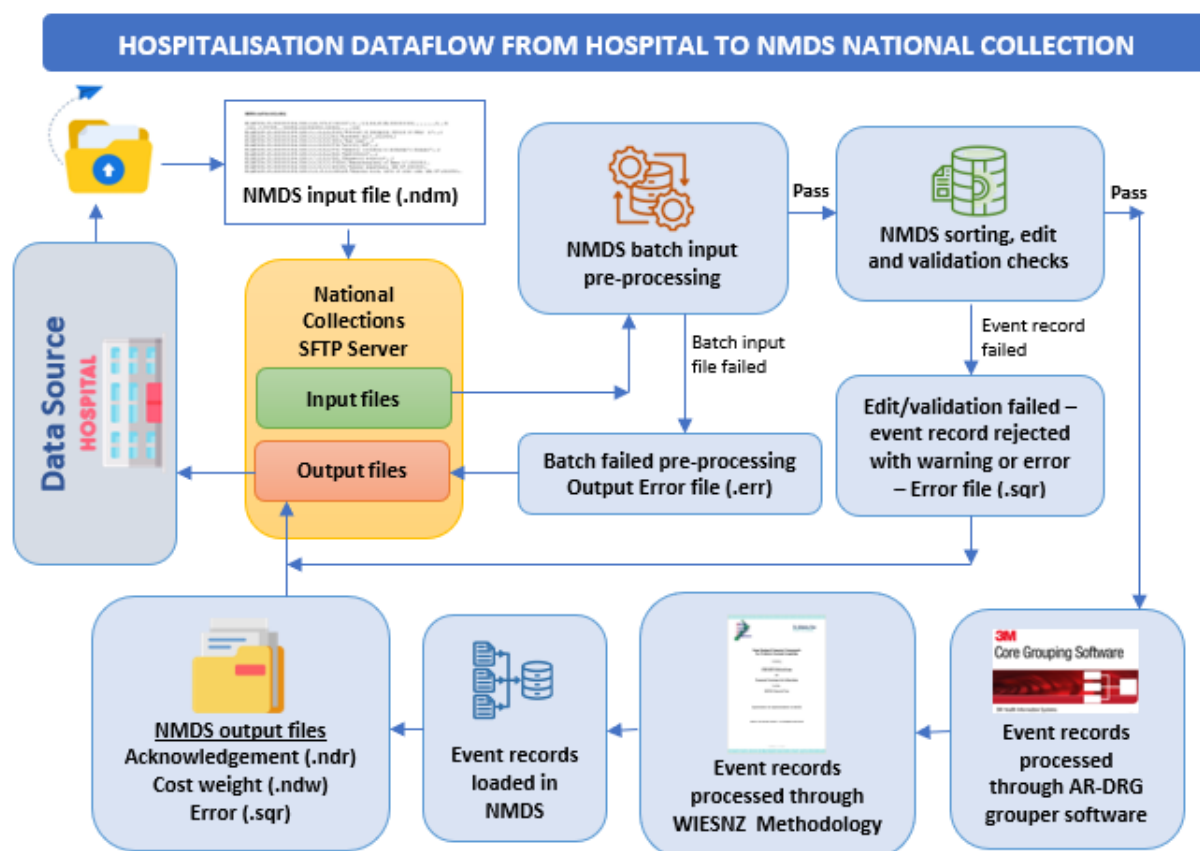 HOSPITALISATION DATAFLOW FROM HOSPITAL TO NMDS NATIONAL COLLECTION
NMDS input file (.ndm)
Data Source
HOSPITAL
National
Collections
SFTP Server
Input files
Output files
NMDS batch input
pre-processing
Pass
NMDS sorting, edit
and validation checks
Pass
Batch input
file failed
Event record
failed
Batch failed pre-processing
Output Error file (.err)
Edit/validation failed –
event record rejected
with warning or error
– Error file (.sqr)
3M
Core Grouping Software
Event records
processed
through AR-DRG
grouper software
Event records
processed through
WIESNZ Methodology
Event records
loaded in
NMDS
NMDS output files
Acknowledgement (.ndr)
Cost weight (.ndw)
Error (.sqr)